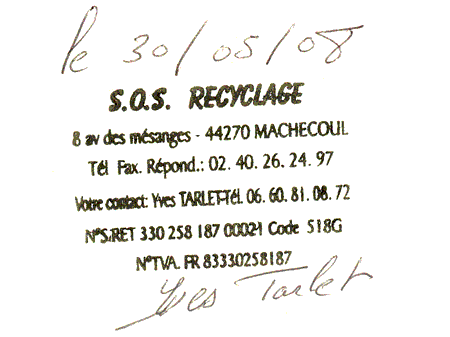 le 30/05/08
S.O.S. RECYCLAGE
8 av des mésanges - 44270 MACHECOUL
Tél Fax. Répond.: 02. 40. 26. 24. 97
Votre contact: Yves TARLET-Tél. 06. 60. 81. 08. 72
N°SIRET 330 258 187 00021 Code 518G
N°TVA. FR 83330258187
Yves Tarlet